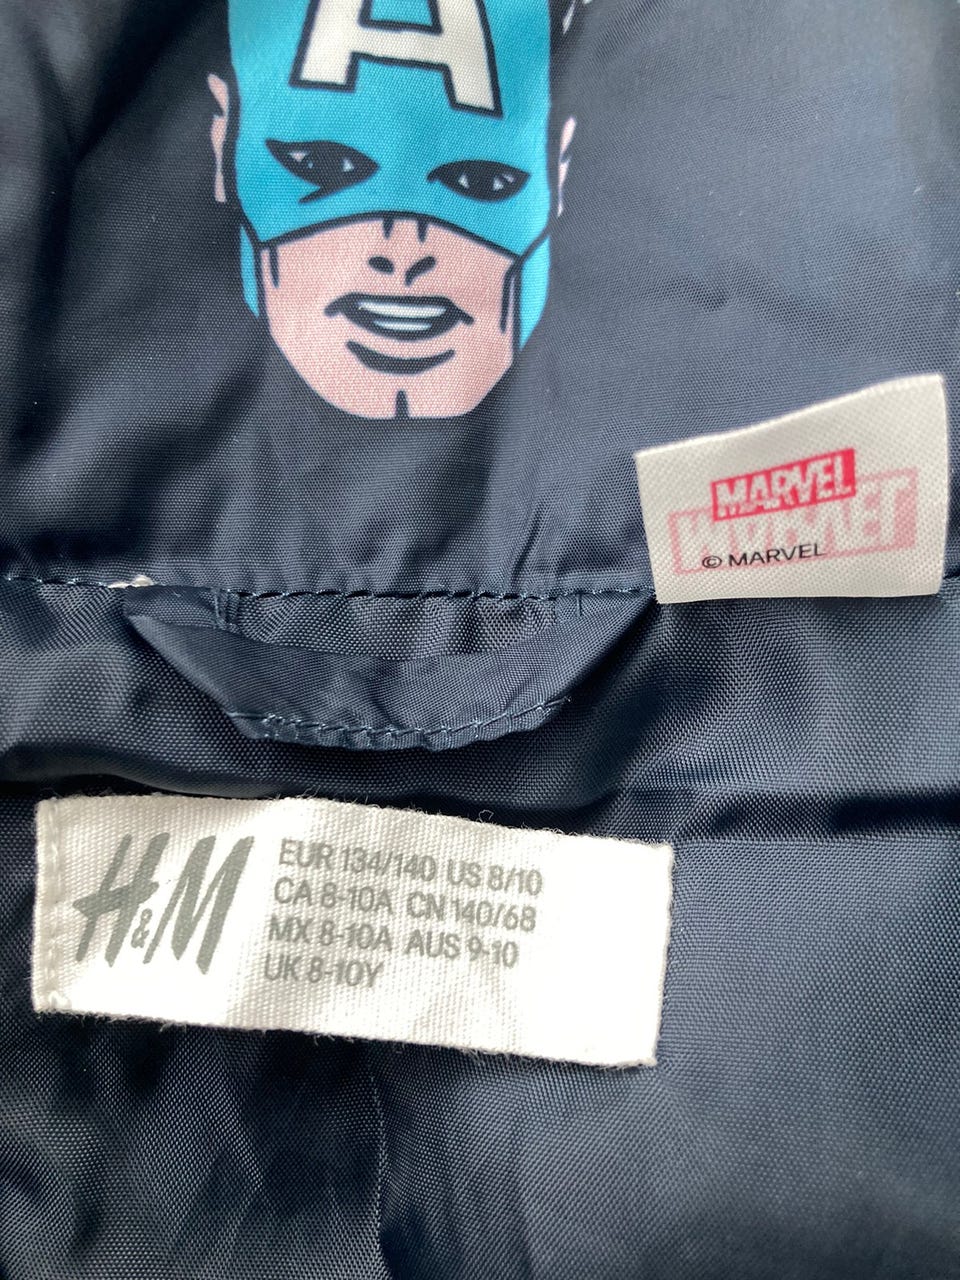 A
MARVEL
© MARVEL
H&M
EUR 134/140 US 8/10
CA 8-10A CN 140/68
MX 8-10A AUS 9-10
UK 8-10Y